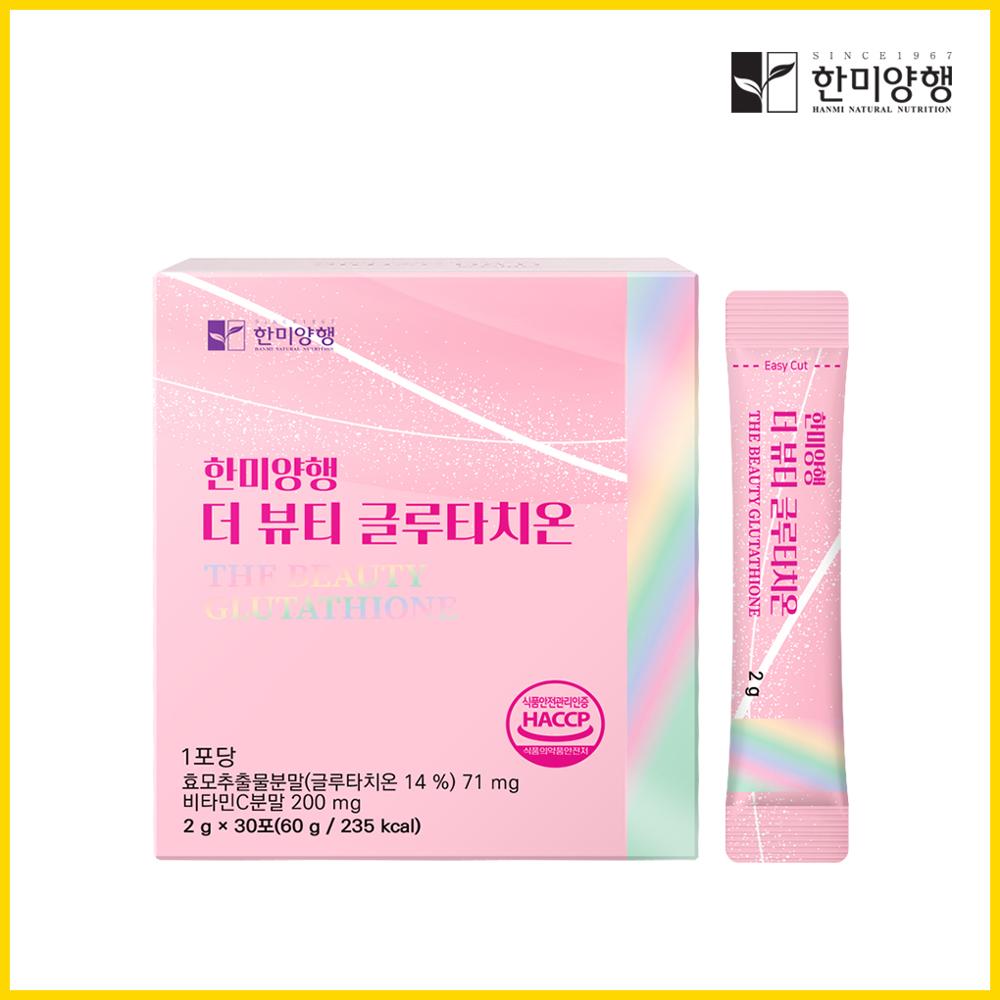 SINCE1967
한미양행
HANMI NATURAL NUTRITION
SINCE1967
한미양행
HANMI NATURAL NUTRITION
한미양행
더 뷰티 글루타치온
THE BEAUTY
GLUTATHIONE
식품안전관리인증
HACCP
식품의약품안전처
1포당
효모추출물분말(글루타치온 14 %) 71 mg
비타민C분말 200 mg
2 g × 30포(60 g / 235 kcal)
Easy Cut
한미양행
더 뷰티 글루타치온
THE BEAUTY GLUTATHIONE
2 g